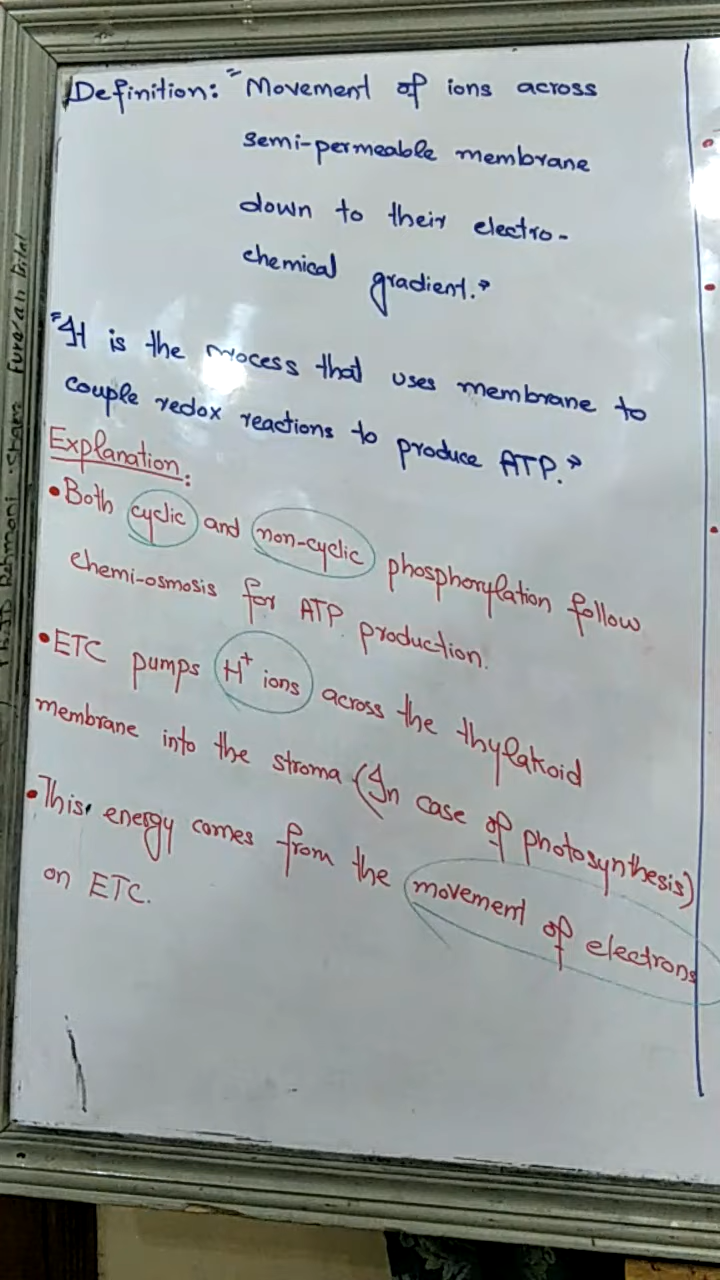 Definition: "Movement of ions across
semi-permeable membrane
down to their electro-
chemical gradient."
"It is the process that uses membrane to
couple redox reactions to produce ATP."
Explanation:
• Both cyclic and non-cyclic phosphorylation follow
chemi-osmosis for ATP production.
• ETC pumps H+ ions across the thylakoid
membrane into the stroma (In case of photosynthesis)
• This energy comes from the movement of electrons
on ETC.